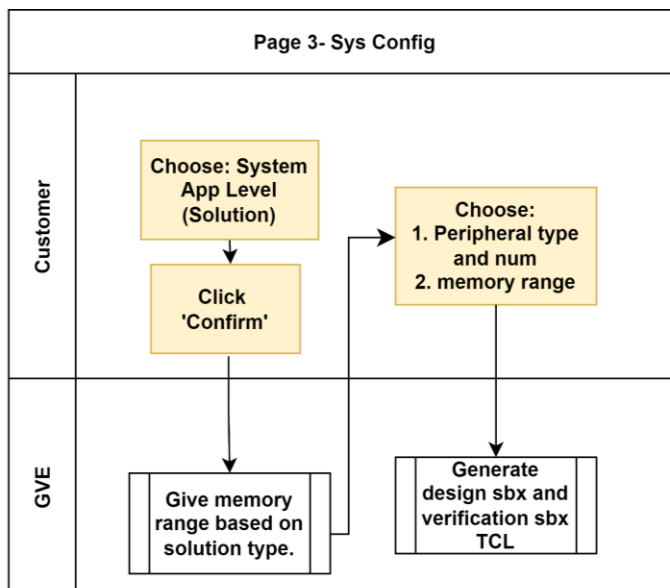 Page 3- Sys Config
Customer
Choose: System
App Level
(Solution)
Click
'Confirm'
Choose:
1. Peripheral type
and num
2. memory range
GVE
Give memory
range based on
solution type.
Generate
design sbx and
verification sbx
TCL